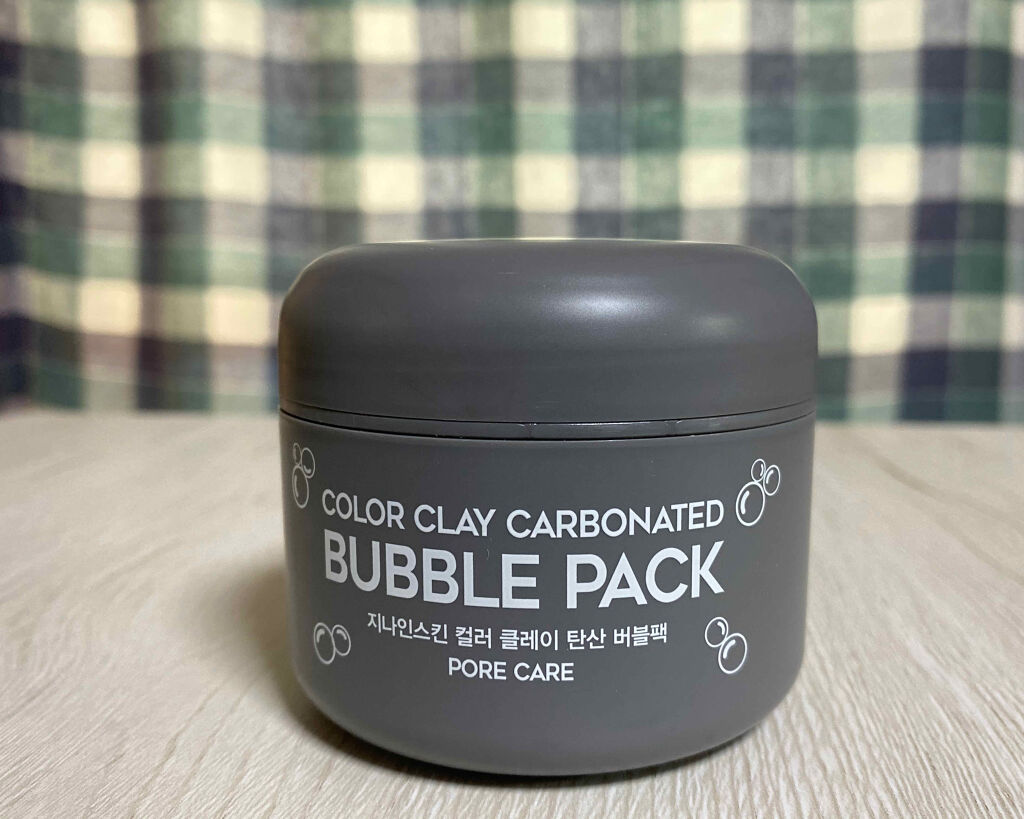 COLOR CLAY CARBONATED
BUBBLE PACK
지나인스킨 컬러 클레이 탄산 버블팩
PORE CARE